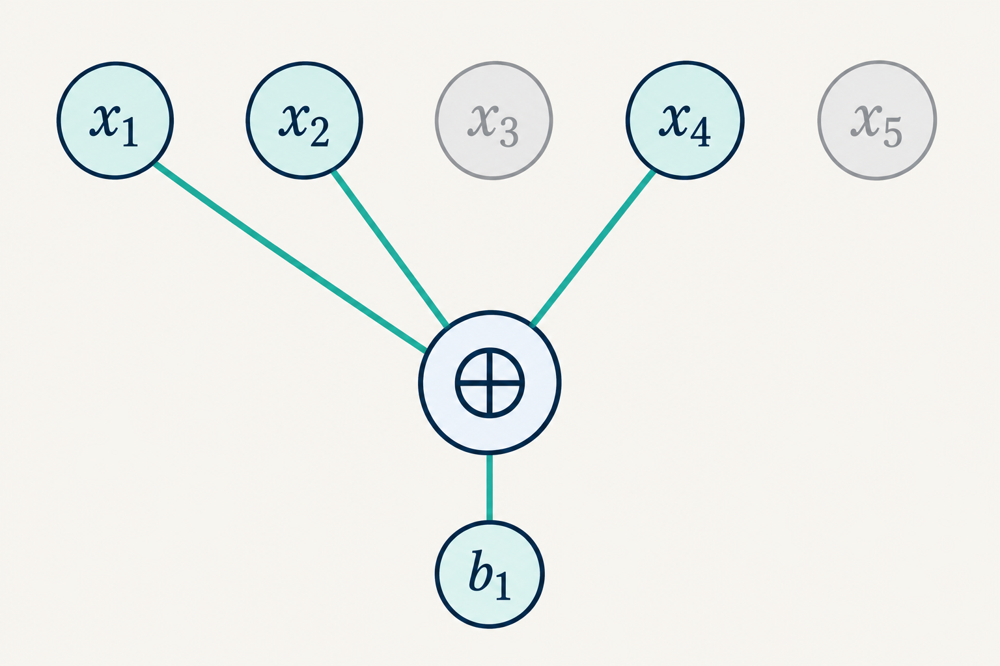 x₁ x₂ x₃ x₄ x₅
⊕
b₁